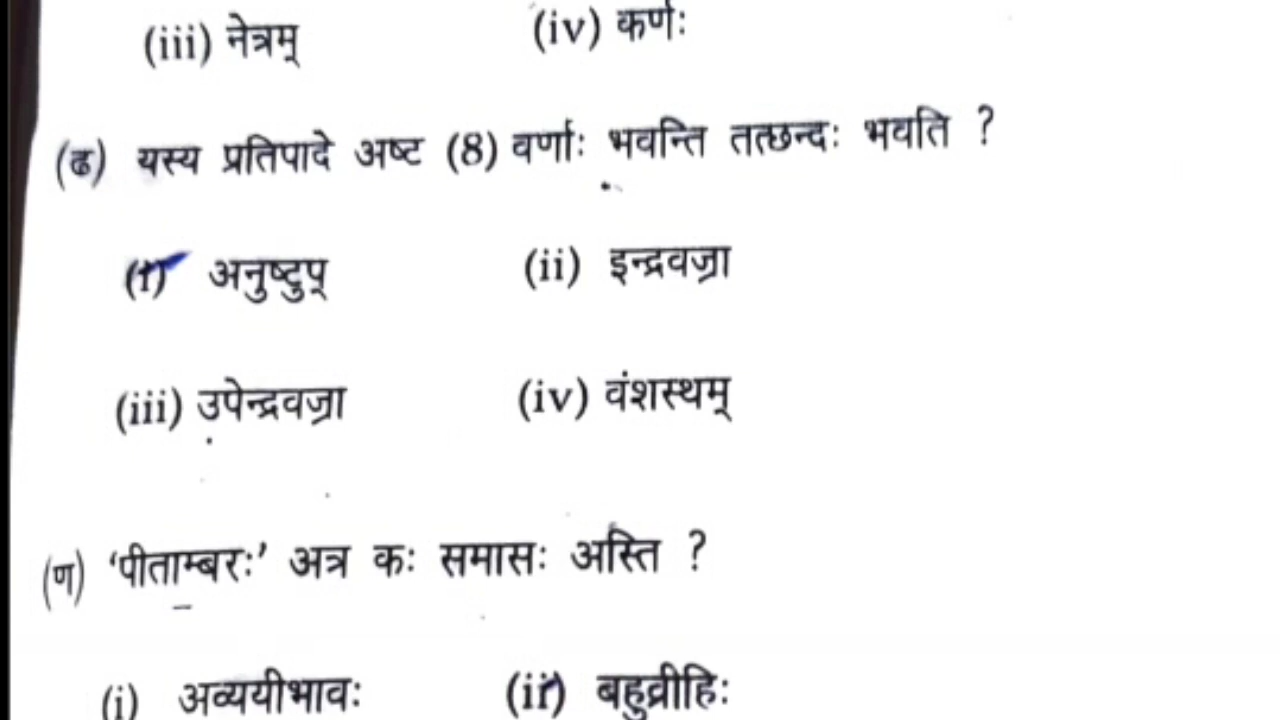 (iii) नेत्रम् (iv) कर्णः
(ढ) यस्य प्रतिपादे अष्ट (8) वर्णाः भवन्ति तत्छन्दः भवति ?
(i) अनुष्टुप् (ii) इन्द्रवज्रा
(iii) उपेन्द्रवज्रा (iv) वंशस्थम्
(ण) ‘पीताम्बरः’ अत्र कः समासः अस्ति ?
(i) अव्ययीभावः (ii) बहुव्रीहिः